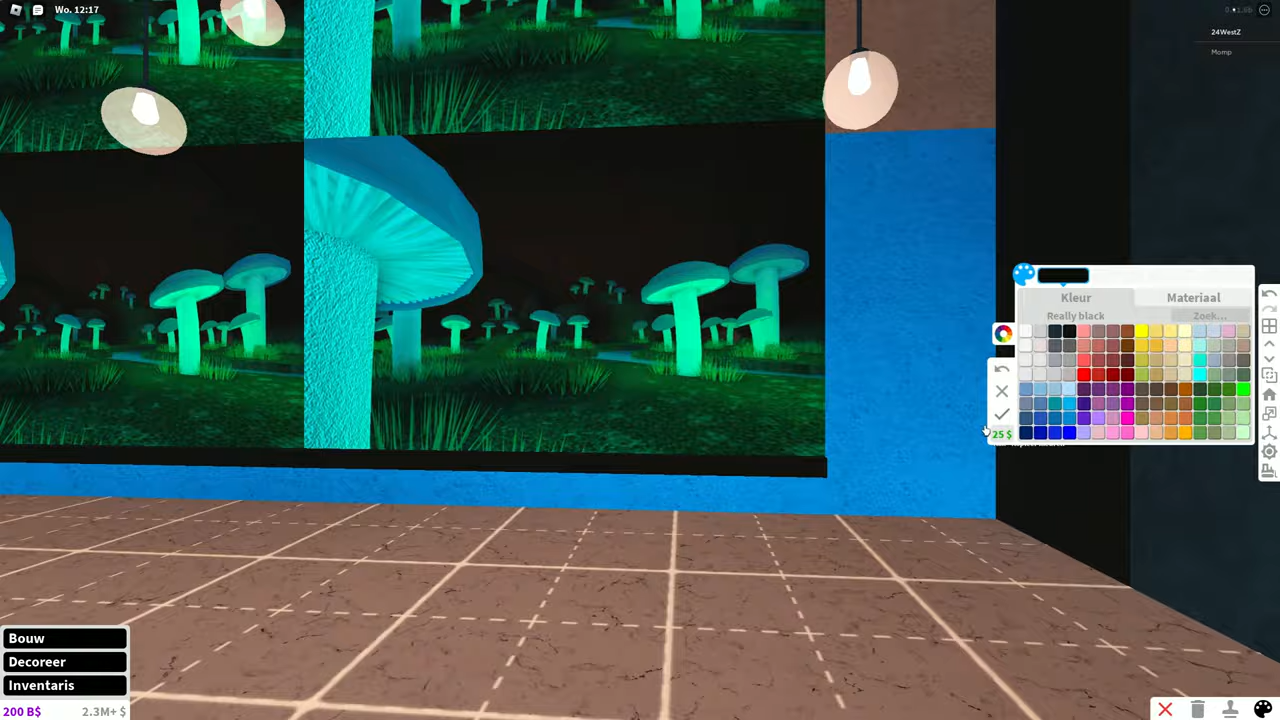 Wo. 12:17
24WestZ
Momp
Kleur
Materiaal
Really black
Zoek...
25 $
Bouw
Decoreer
Inventaris
200 B$
2.3M+ $